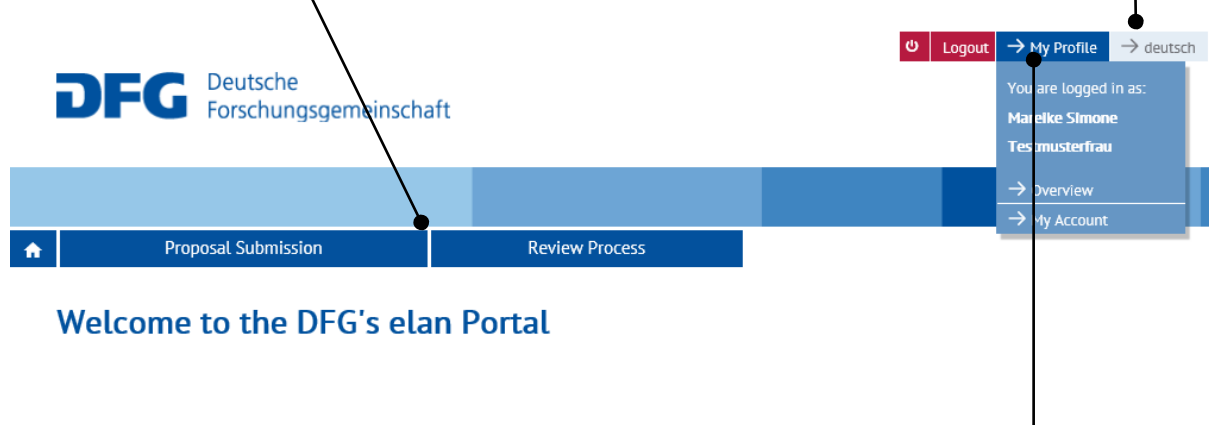 Logout
→ My Profile
→ deutsch
DFG
Deutsche
Forschungsgemeinschaft
You are logged in as:
Mareike Simone
Testmusterfrau
→ Overview
→ My Account
Proposal Submission
Review Process
Welcome to the DFG's elan Portal